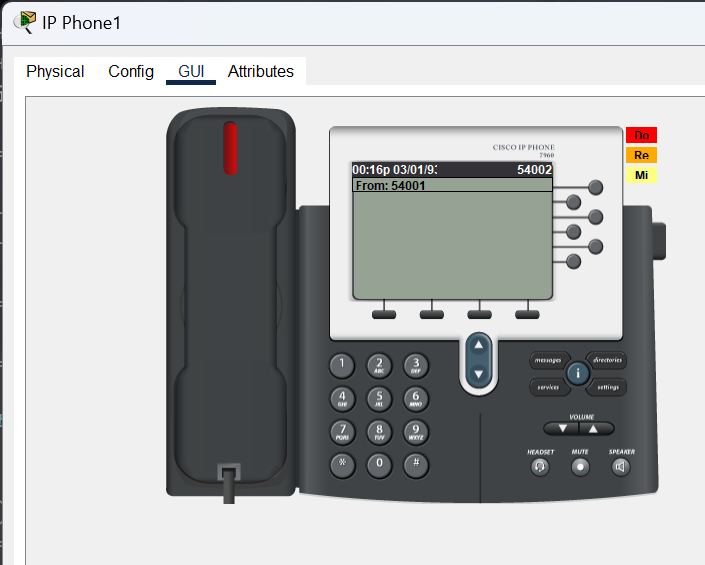 IP Phone1
Physical Config GUI Attributes
CISCO IP PHONE
7960
00:16p 03/01/93 54002
From: 54001
Do
Re
Mi
1
2 ABC
3 DEF
4 GHI
5 JKL
6 MNO
7 PQRS
8 TUV
9 WXYZ
*
0
#
messages
directories
i
services
settings
VOLUME
HEADSET MUTE SPEAKER